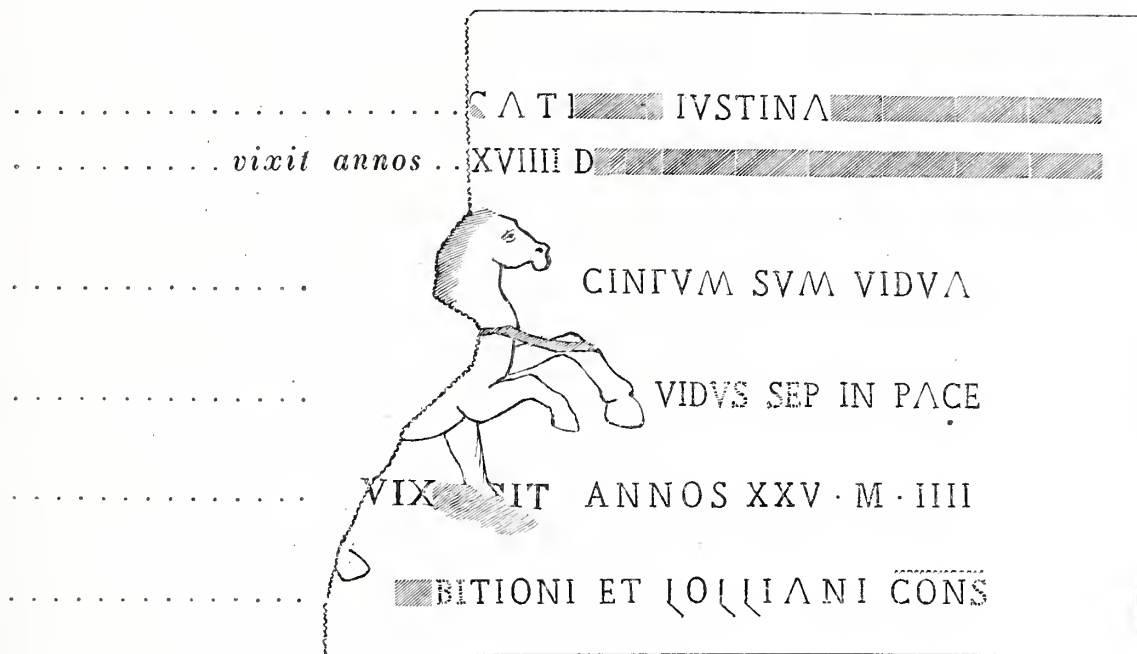 CATI IVSTINA
vixit annos .. XVIIII D
CINTVM SVM VIDVA
VIDVS SEP IN PACE
VIX CIT ANNOS XXV · M · IIII
BITIONI ET LOLLIANI CONS